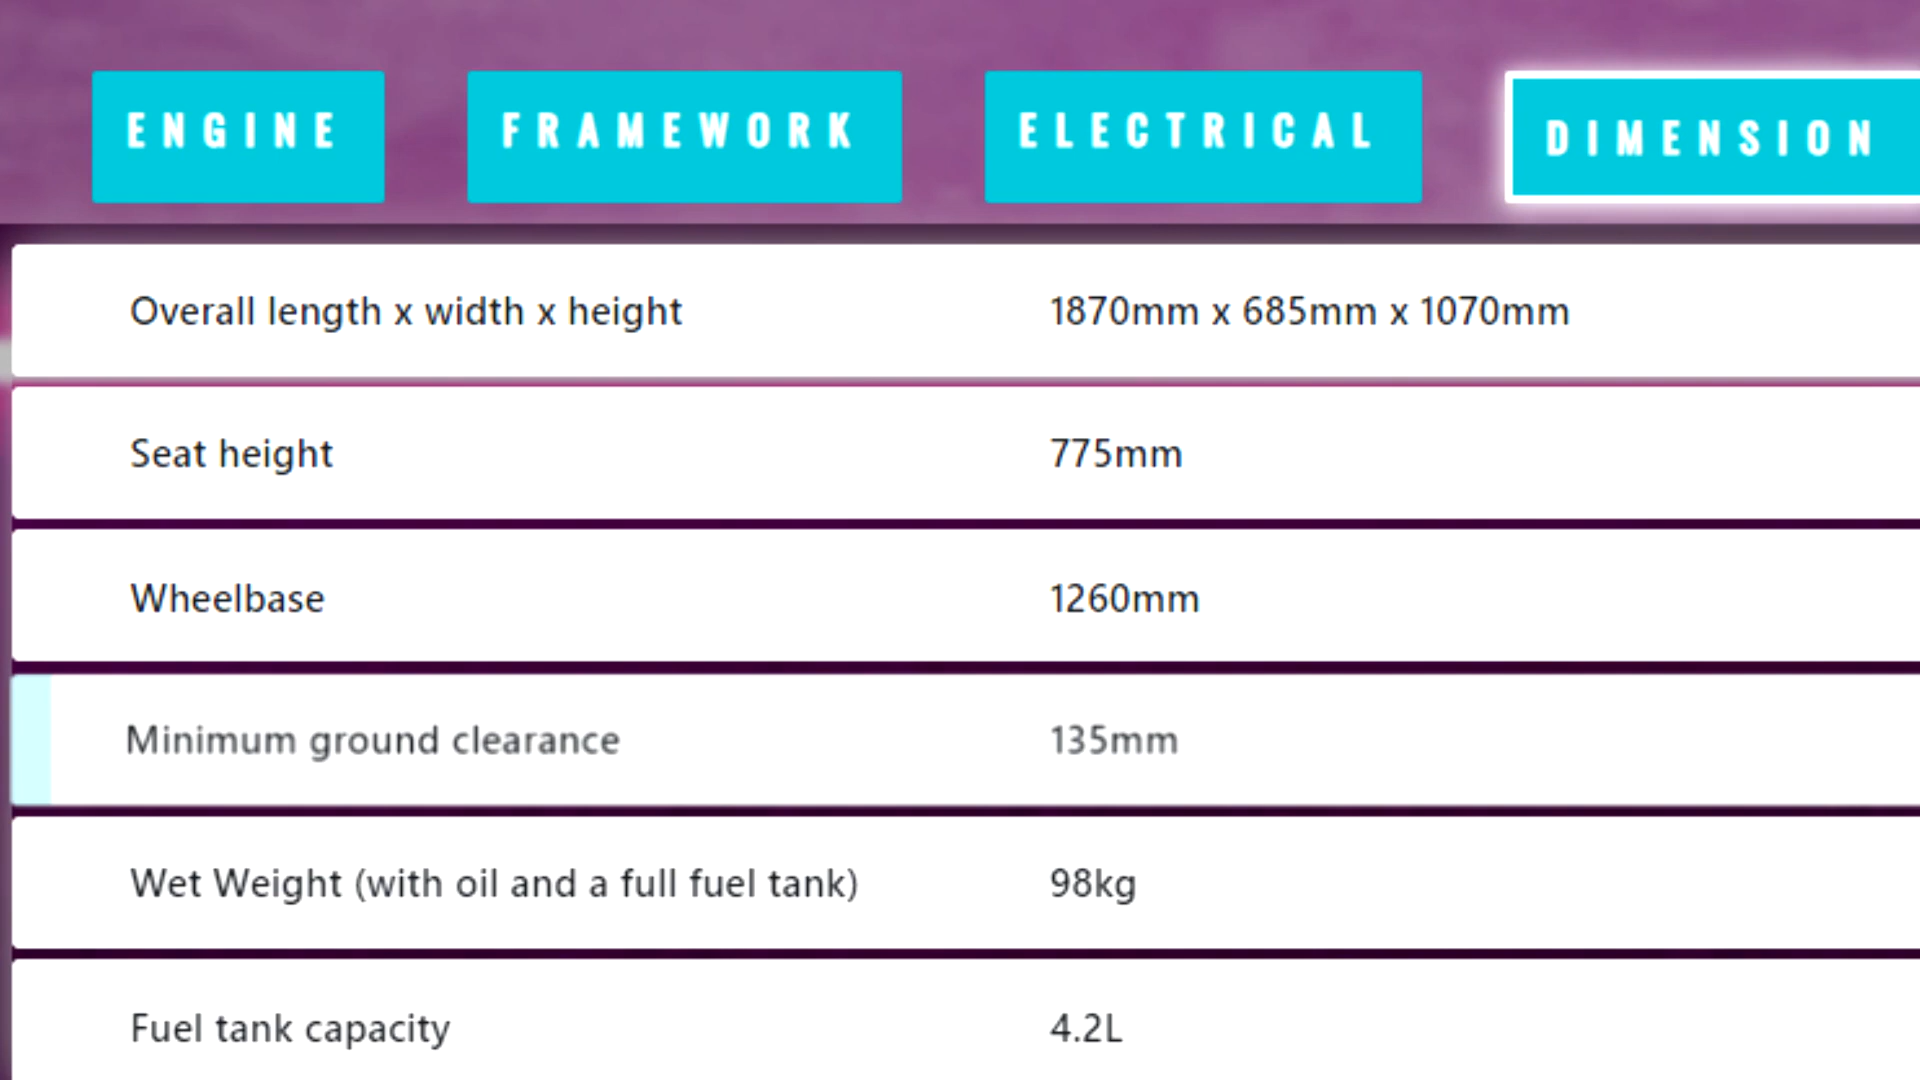 ENGINE FRAMEWORK ELECTRICAL DIMENSION
Overall length x width x height 1870mm x 685mm x 1070mm
Seat height 775mm
Wheelbase 1260mm
Minimum ground clearance 135mm
Wet Weight (with oil and a full fuel tank) 98kg
Fuel tank capacity 4.2L